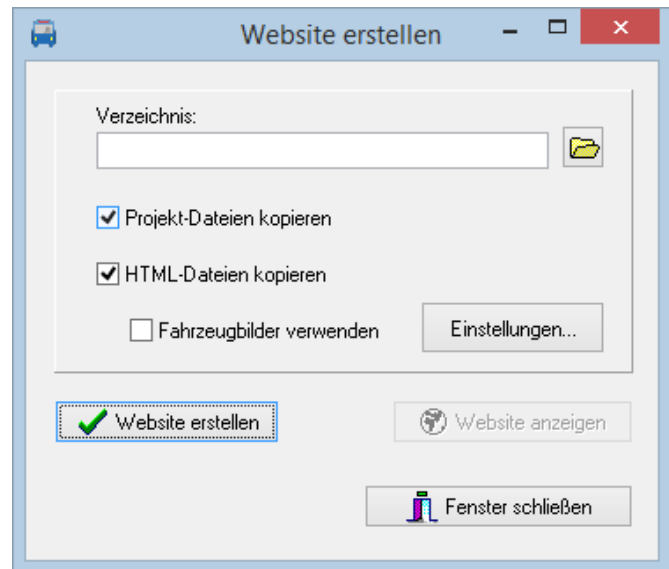 Website erstellen
Verzeichnis:
Projekt-Dateien kopieren
HTML-Dateien kopieren
Fahrzeugbilder verwenden
Einstellungen...
Website erstellen
Website anzeigen
Fenster schließen